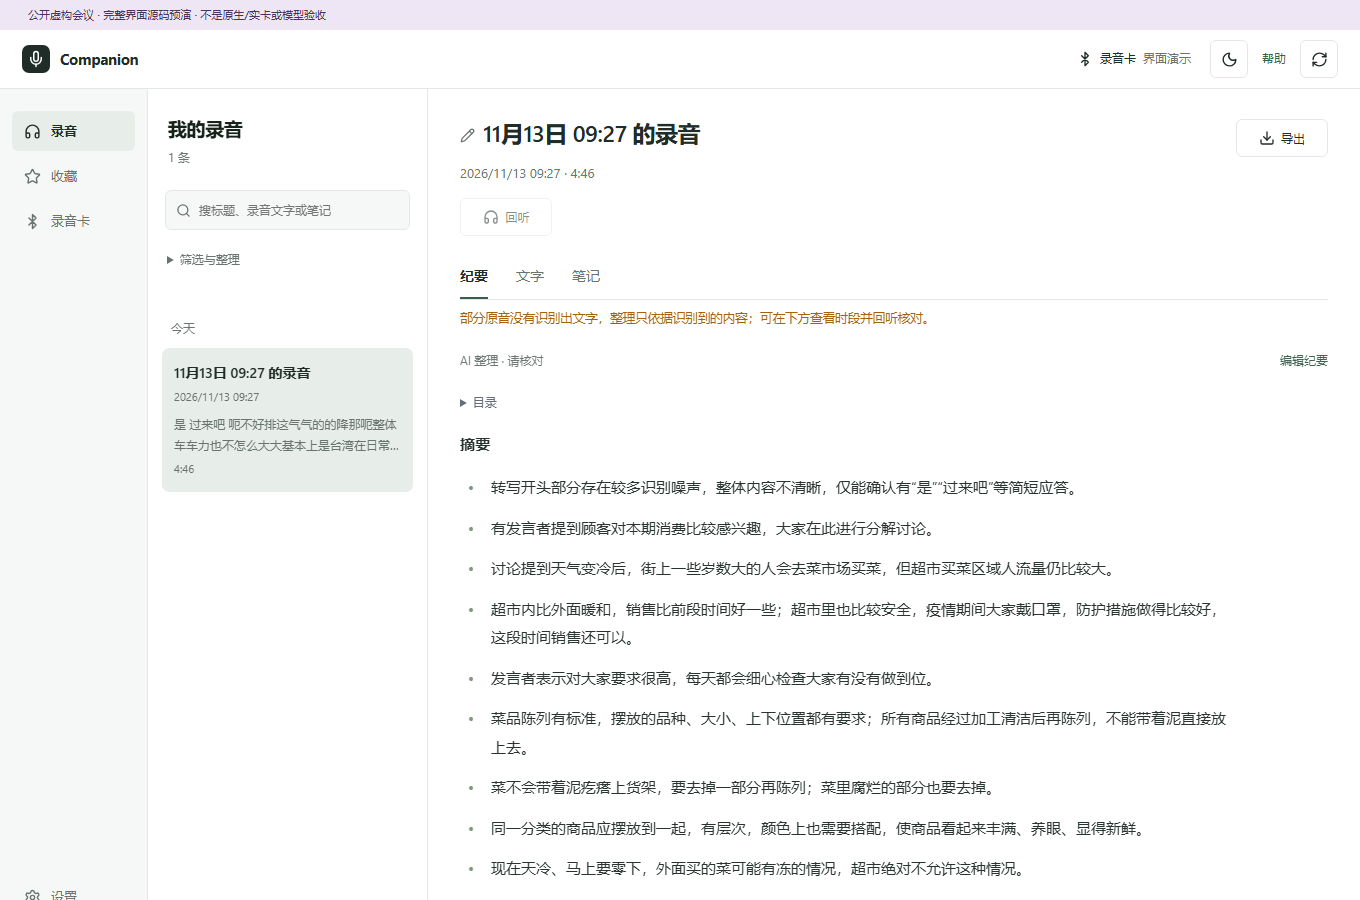 公开虚构会议 · 完整界面源码预演 · 不是原生/实卡或模型验收
Companion
录音卡 界面演示
帮助
录音
收藏
录音卡
设置
我的录音
1 条
搜标题、录音文字或笔记
筛选与整理
今天
11月13日 09:27 的录音
2026/11/13 09:27
是 过来吧 呃不好排这气气的的降那呃整体
车车力也不怎么大大基本上是台湾在日常...
4:46
11月13日 09:27 的录音
导出
2026/11/13 09:27 · 4:46
回听
纪要 文字 笔记
部分原音没有识别出文字，整理只依据识别到的内容；可在下方查看时段并回听核对。
AI 整理 · 请核对
编辑纪要
目录
摘要
转写开头部分存在较多识别噪声，整体内容不清晰，仅能确认有“是”“过来吧”等简短应答。
有发言者提到顾客对本期消费比较感兴趣，大家在此进行分解讨论。
讨论提到天气变冷后，街上一些岁数大的人会去菜市场买菜，但超市买菜区域人流量仍比较大。
超市内比外面暖和，销售比前段时间好一些；超市里也比较安全，疫情期间大家戴口罩，防护措施做得比较好，
这段时间销售还可以。
发言者表示对大家要求很高，每天都会细心检查大家有没有做到位。
菜品陈列有标准，摆放的品种、大小、上下位置都有要求；所有商品经过加工清洁后再陈列，不能带着泥直接放
上去。
菜不会带着泥疙瘩上货架，要去掉一部分再陈列；菜里腐烂的部分也要去掉。
同一分类的商品应摆放到一起，有层次，颜色上也需要搭配，使商品看起来丰满、养眼、显得新鲜。
现在天冷、马上要零下，外面买的菜可能有冻的情况，超市绝对不允许这种情况。